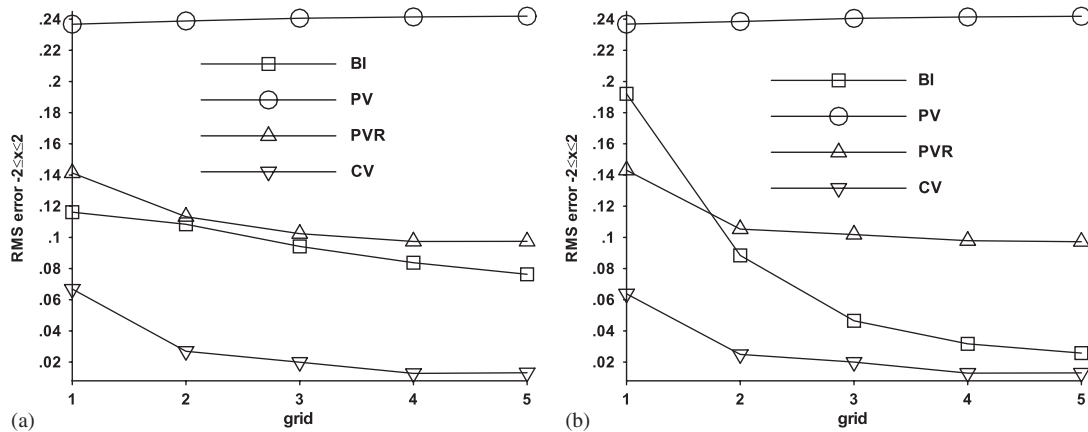 .24
.22
.2
.18
.16
.14
.12
.1
.08
.06
.04
.02
RMS error -2≤x≤2
BI
PV
PVR
CV
1 2 3 4 5
grid
(a)
.24
.22
.2
.18
.16
.14
.12
.1
.08
.06
.04
.02
RMS error -2≤x≤2
BI
PV
PVR
CV
1 2 3 4 5
grid
(b)